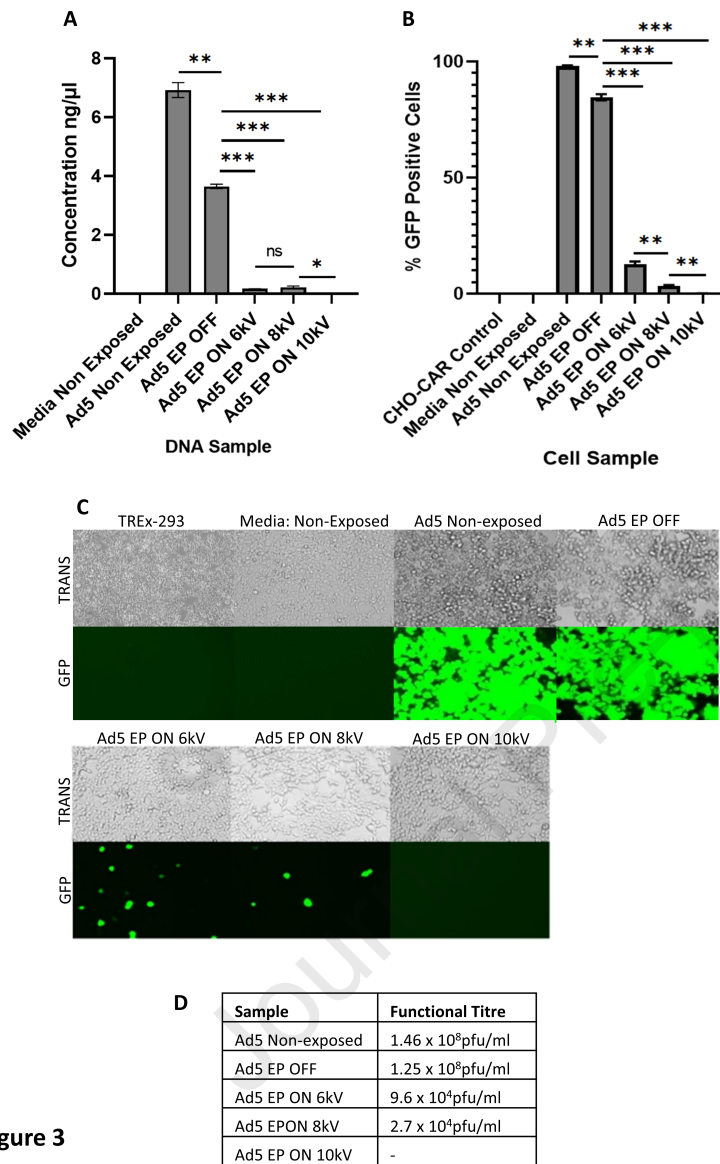 A
Concentration ng/μl
8
6
4
2
0
**
***
***
***
ns
*
Media Non Exposed
Ad5 Non Exposed
Ad5 EP OFF
Ad5 EP ON 6kV
Ad5 EP ON 8kV
Ad5 EP ON 10kV
DNA Sample
B
% GFP Positive Cells
100
50
0
***
**
***
***
**
**
CHO-CAR Control
Media Non Exposed
Ad5 Non Exposed
Ad5 EP OFF
Ad5 EP ON 6kV
Ad5 EP ON 8kV
Ad5 EP ON 10kV
Cell Sample
C
TREx-293 Media: Non-Exposed Ad5 Non-exposed Ad5 EP OFF
TRANS
GFP
Ad5 EP ON 6kV Ad5 EP ON 8kV Ad5 EP ON 10kV
TRANS
GFP
D
Sample Functional Titre
Ad5 Non-exposed 1.46 x 10⁸pfu/ml
Ad5 EP OFF 1.25 x 10⁸pfu/ml
Ad5 EP ON 6kV 9.6 x 10⁴pfu/ml
Ad5 EPON 8kV 2.7 x 10⁴pfu/ml
Ad5 EP ON 10kV -
gure 3